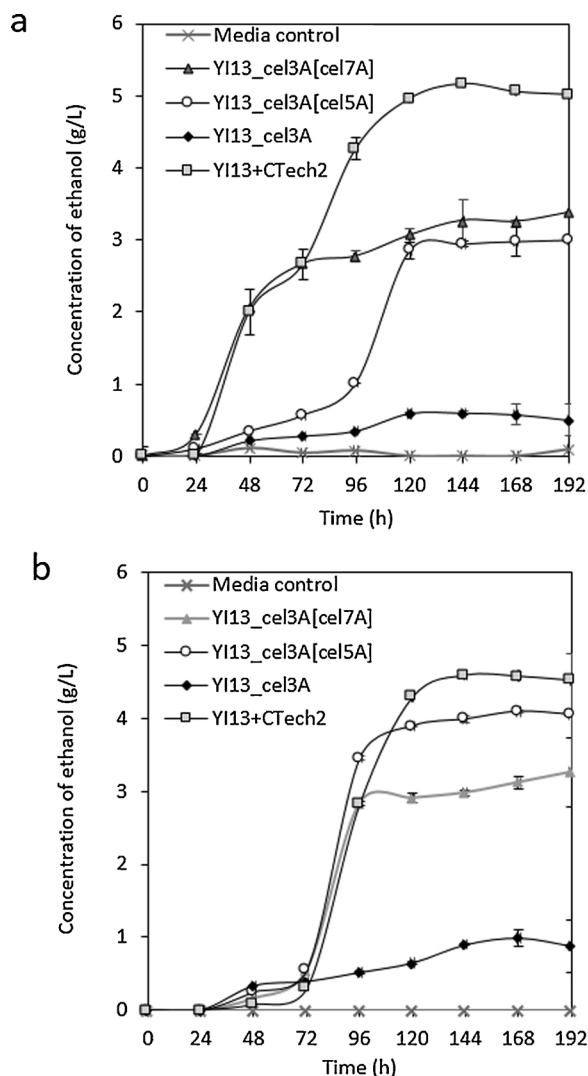 a
Concentration of ethanol (g/L)
6
5
4
3
2
1
0
Media control
YI13_cel3A[cel7A]
YI13_cel3A[cel5A]
YI13_cel3A
YI13+CTech2
0 24 48 72 96 120 144 168 192
Time (h)
b
Concentration of ethanol (g/L)
6
5
4
3
2
1
0
Media control
YI13_cel3A[cel7A]
YI13_cel3A[cel5A]
YI13_cel3A
YI13+CTech2
0 24 48 72 96 120 144 168 192
Time (h)